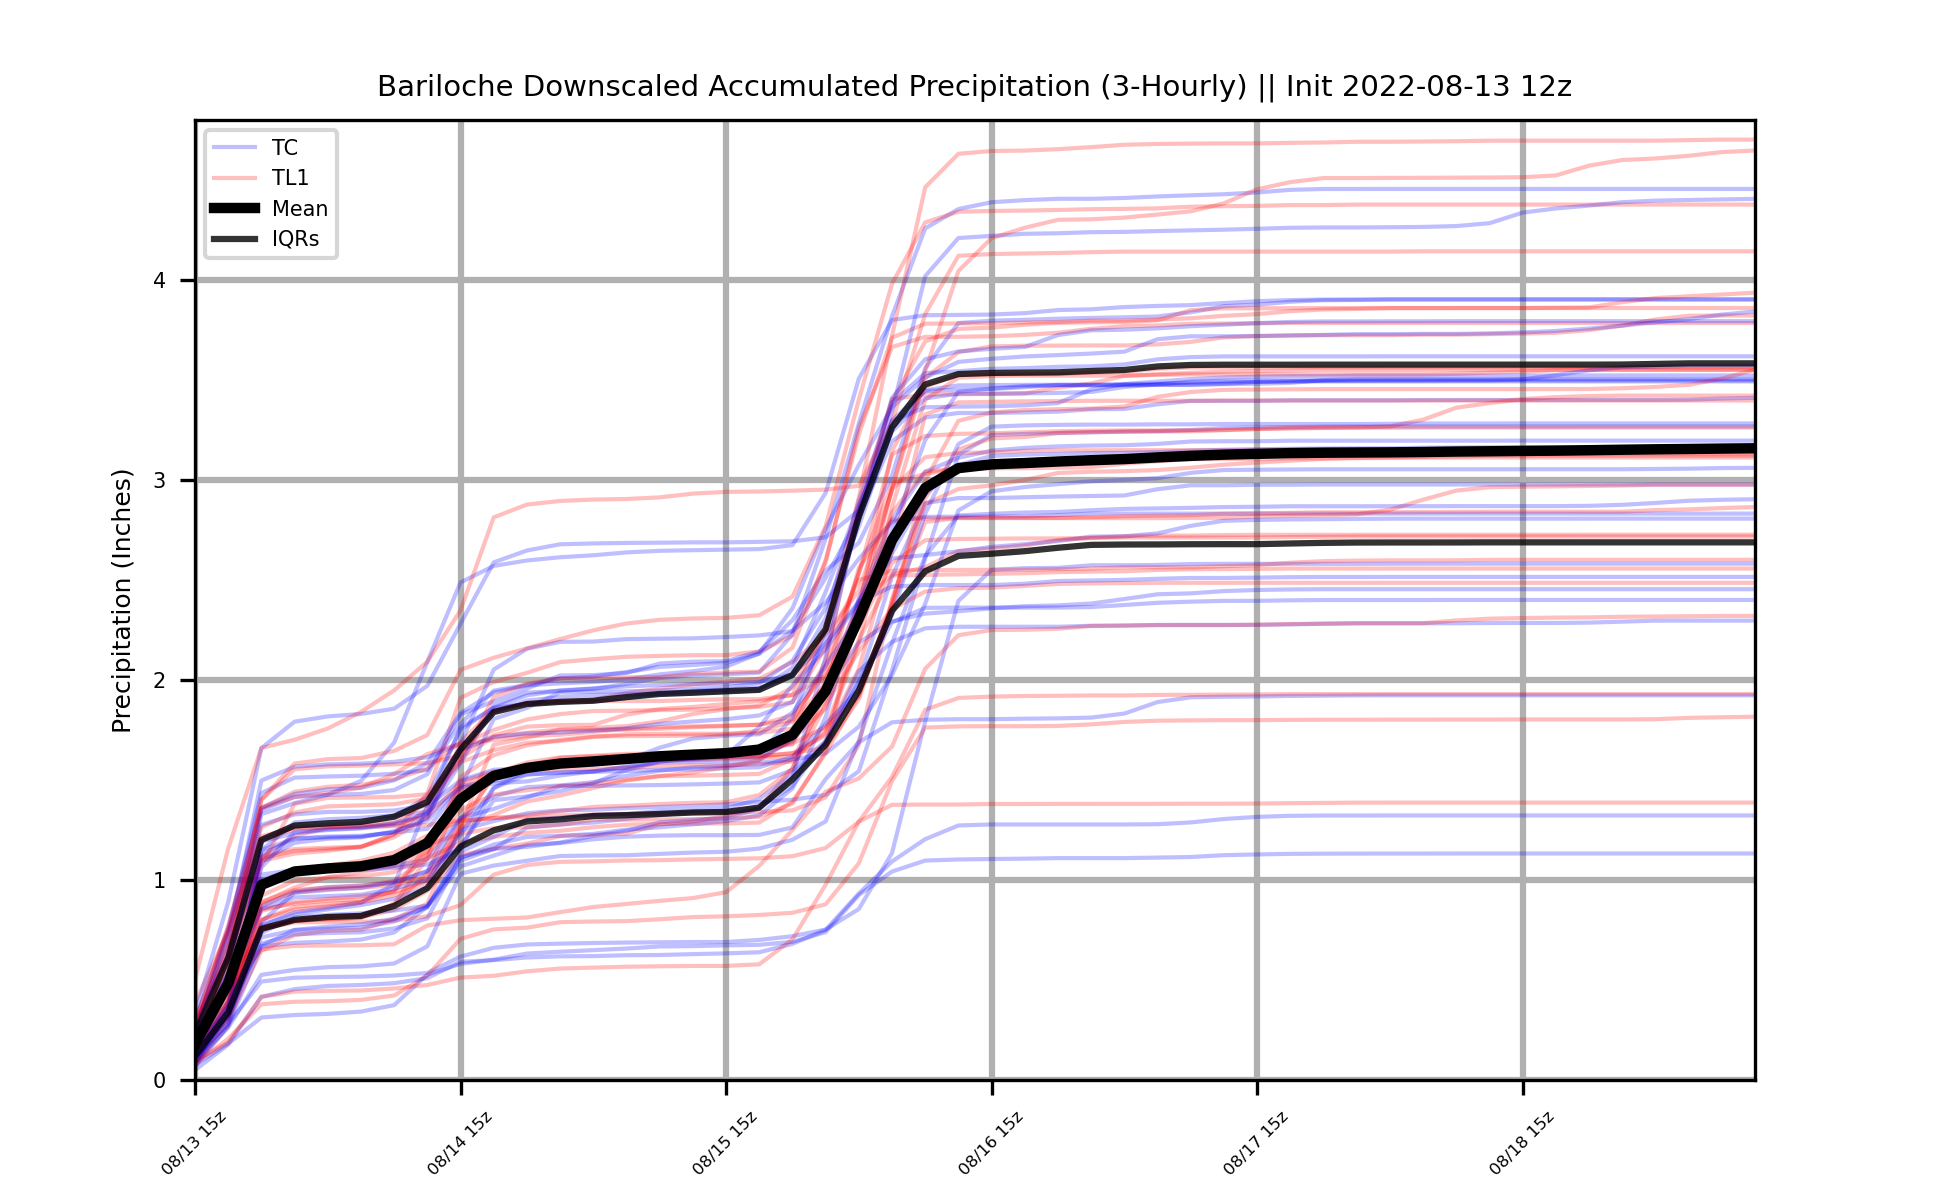 Bariloche Downscaled Accumulated Precipitation (3-Hourly) || Init 2022-08-13 12z
TC
TL1
Mean
IQRs
Precipitation (Inches)
4
3
2
1
0
08/13 15z
08/14 15z
08/15 15z
08/16 15z
08/17 15z
08/18 15z